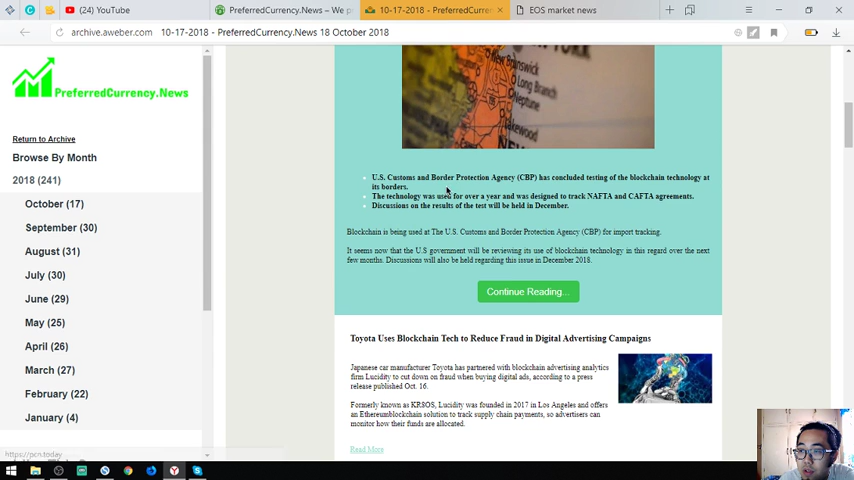 (24) YouTube
PreferredCurrency.News – We p
10-17-2018 - PreferredCurre
EOS market news
archive.aweber.com 10-17-2018 - PreferredCurrency.News 18 October 2018
PreferredCurrency.News
Return to Archive
Browse By Month
2018 (241)
October (17)
September (30)
August (31)
July (30)
June (29)
May (25)
April (26)
March (27)
February (22)
January (4)
https://pcn.today
New Brunswick
Long Branch
Neptune
Lakewood
U.S. Customs and Border Protection Agency (CBP) has concluded testing of the blockchain technology at
its borders.
The technology was used for over a year and was designed to track NAFTA and CAFTA agreements.
Discussions on the results of the test will be held in December.
Blockchain is being used at The U.S. Customs and Border Protection Agency (CBP) for import tracking.
It seems now that the U.S government will be reviewing its use of blockchain technology in this regard over the next
few months. Discussions will also be held regarding this issue in December 2018.
Continue Reading...
Toyota Uses Blockchain Tech to Reduce Fraud in Digital Advertising Campaigns
Japanese car manufacturer Toyota has partnered with blockchain advertising analytics
firm Lucidity to cut down on fraud when buying digital ads, according to a press
release published Oct. 16.
Formerly known as KR8OS, Lucidity was founded in 2017 in Los Angeles and offers
an Ethereumblockchain solution to track supply chain payments, so advertisers can
monitor how their funds are allocated.
Read More